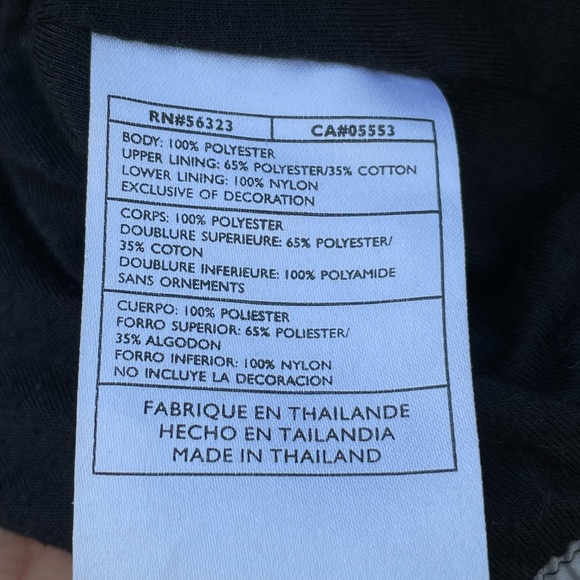 RN#56323 CA#05553
BODY: 100% POLYESTER
UPPER LINING: 65% POLYESTER/35% COTTON
LOWER LINING: 100% NYLON
EXCLUSIVE OF DECORATION
CORPS: 100% POLYESTER
DOUBLURE SUPERIEURE: 65% POLYESTER/
35% COTON
DOUBLURE INFERIEURE: 100% POLYAMIDE
SANS ORNEMENTS
CUERPO: 100% POLIESTER
FORRO SUPERIOR: 65% POLIESTER/
35% ALGODON
FORRO INFERIOR: 100% NYLON
NO INCLUYE LA DECORACION
FABRIQUE EN THAILANDE
HECHO EN TAILANDIA
MADE IN THAILAND